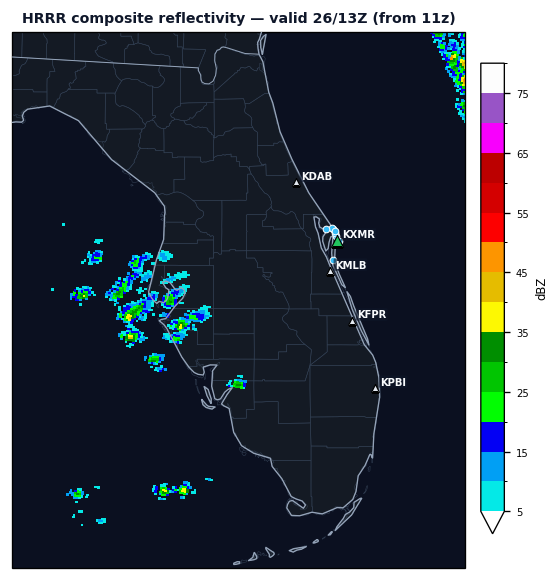 HRRR composite reflectivity — valid 26/13Z (from 11z)
KDAB
KXMR
KMLB
KFPR
KPBI
75
65
55
45
35
25
15
5
dBZ